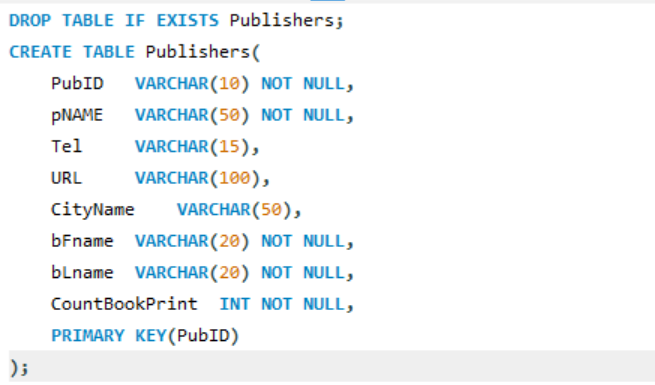 DROP TABLE IF EXISTS Publishers;
CREATE TABLE Publishers(
PubID VARCHAR(10) NOT NULL,
pNAME VARCHAR(50) NOT NULL,
Tel VARCHAR(15),
URL VARCHAR(100),
CityName VARCHAR(50),
bFname VARCHAR(20) NOT NULL,
bLname VARCHAR(20) NOT NULL,
CountBookPrint INT NOT NULL,
PRIMARY KEY(PubID)
);